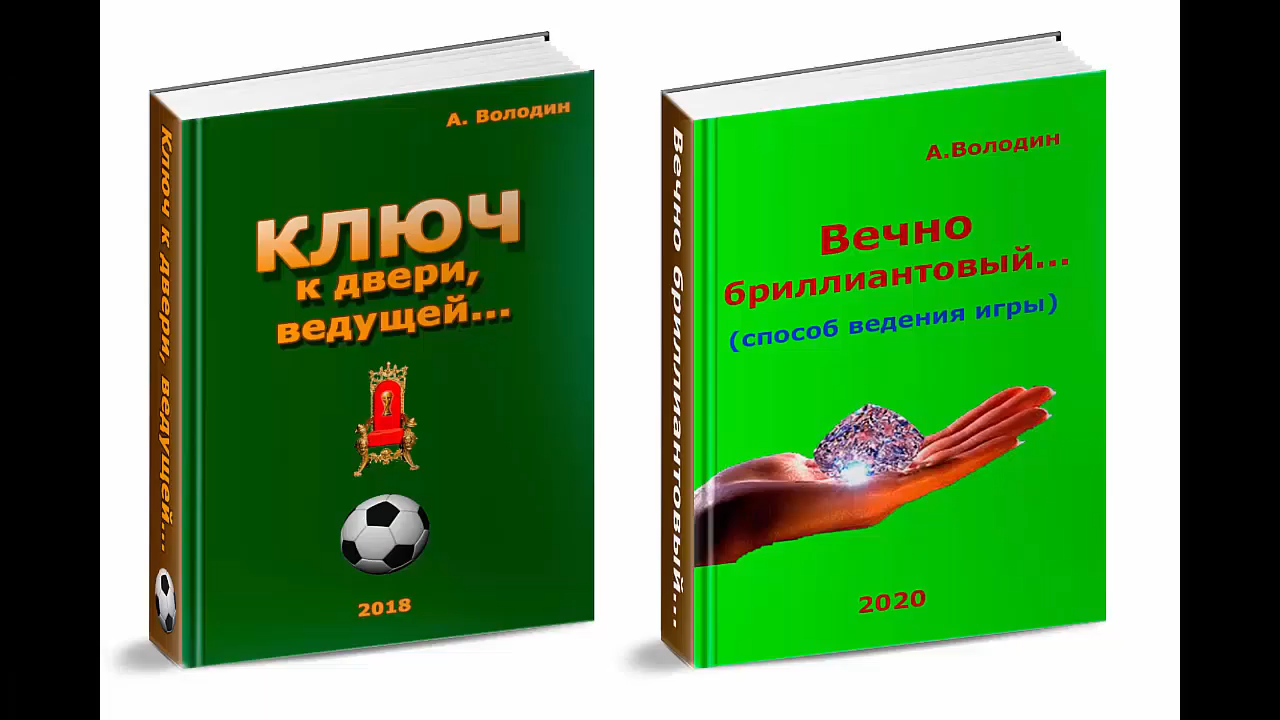 Ключ к двери, ведущей...
А. Володин
КЛЮЧ
к двери,
ведущей...
2018
Вечно бриллиантовый...
А.Володин
Вечно
бриллиантовый...
(способ ведения игры)
2020